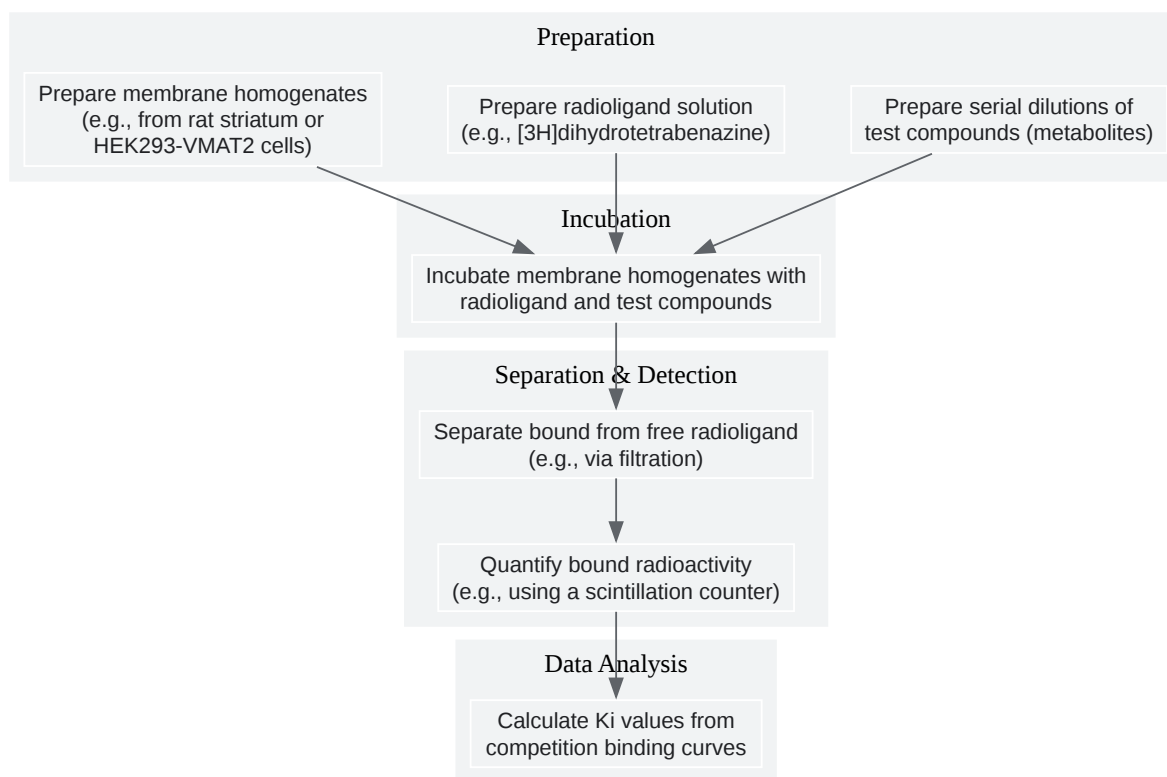 Preparation
Prepare membrane homogenates
(e.g., from rat striatum or
HEK293-VMAT2 cells)
Prepare radioligand solution
(e.g., [3H]dihydrotetrabenazine)
Prepare serial dilutions of
test compounds (metabolites)
Incubation
Incubate membrane homogenates with
radioligand and test compounds
Separation & Detection
Separate bound from free radioligand
(e.g., via filtration)
Quantify bound radioactivity
(e.g., using a scintillation counter)
Data Analysis
Calculate Ki values from
competition binding curves